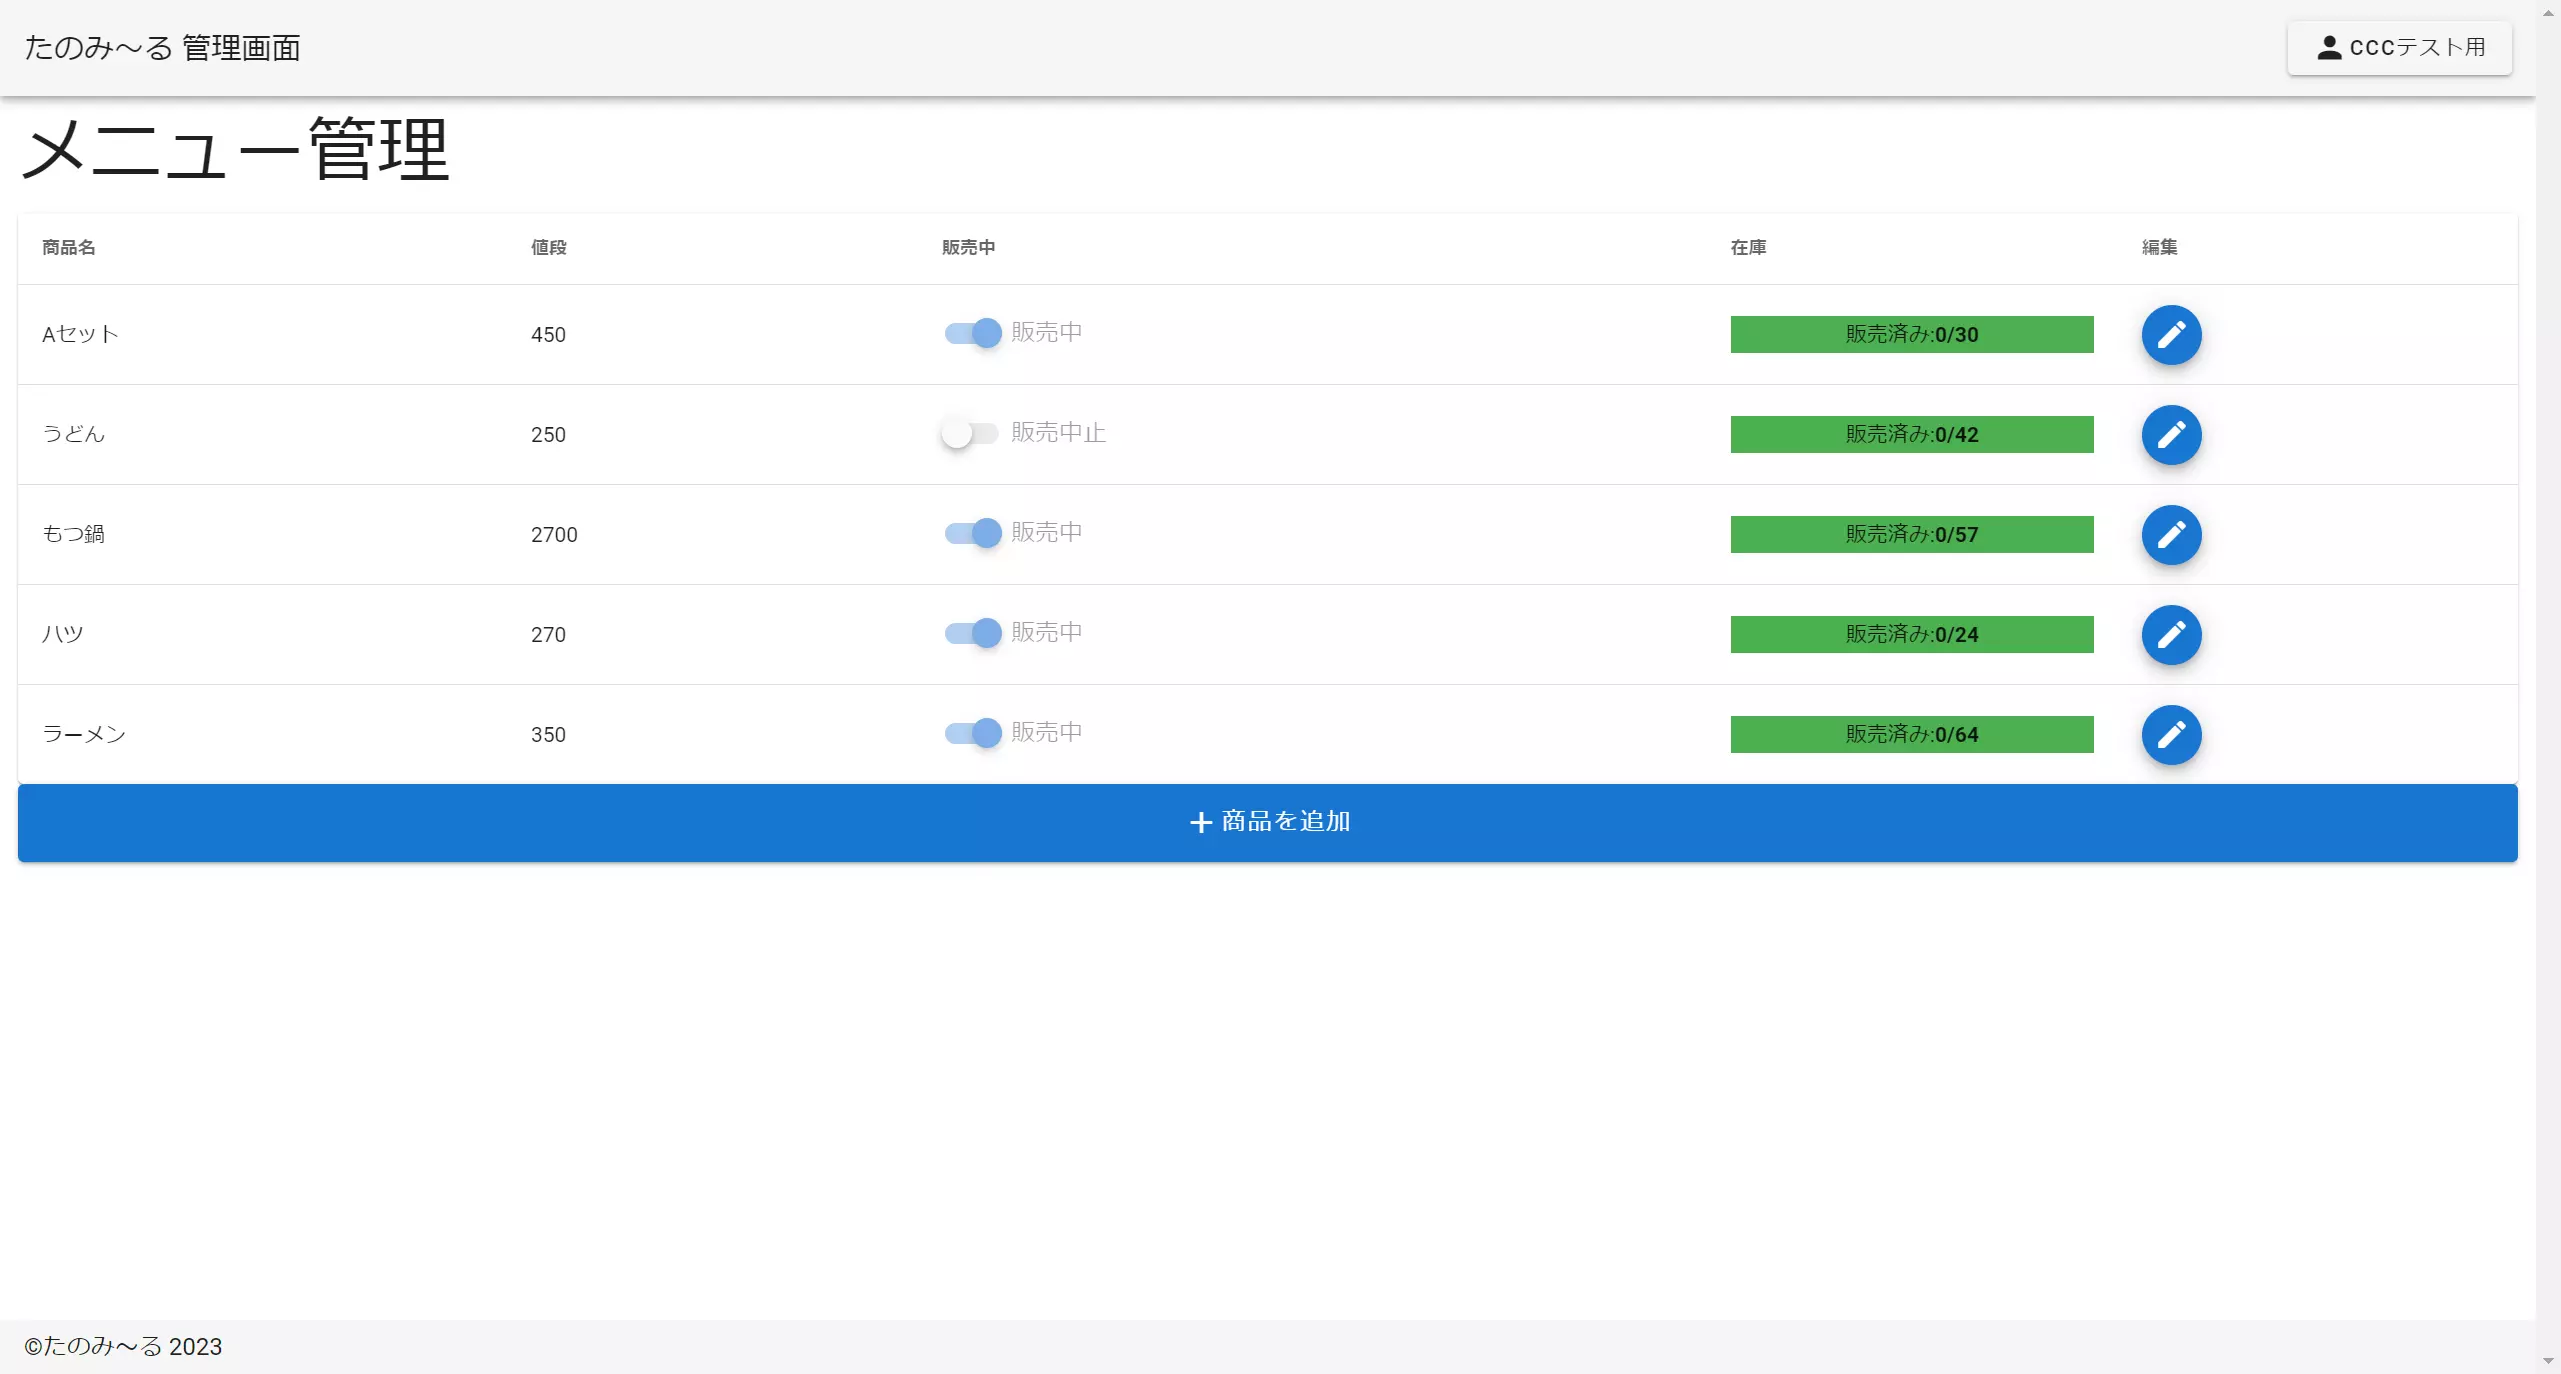 たのみ～る 管理画面
CCCテスト用
メニュー管理
商品名 値段 販売中 在庫 編集
Aセット 450 販売中 販売済み:0/30
うどん 250 販売中止 販売済み:0/42
もつ鍋 2700 販売中 販売済み:0/57
ハツ 270 販売中 販売済み:0/24
ラーメン 350 販売中 販売済み:0/64
+ 商品を追加
©たのみ～る 2023